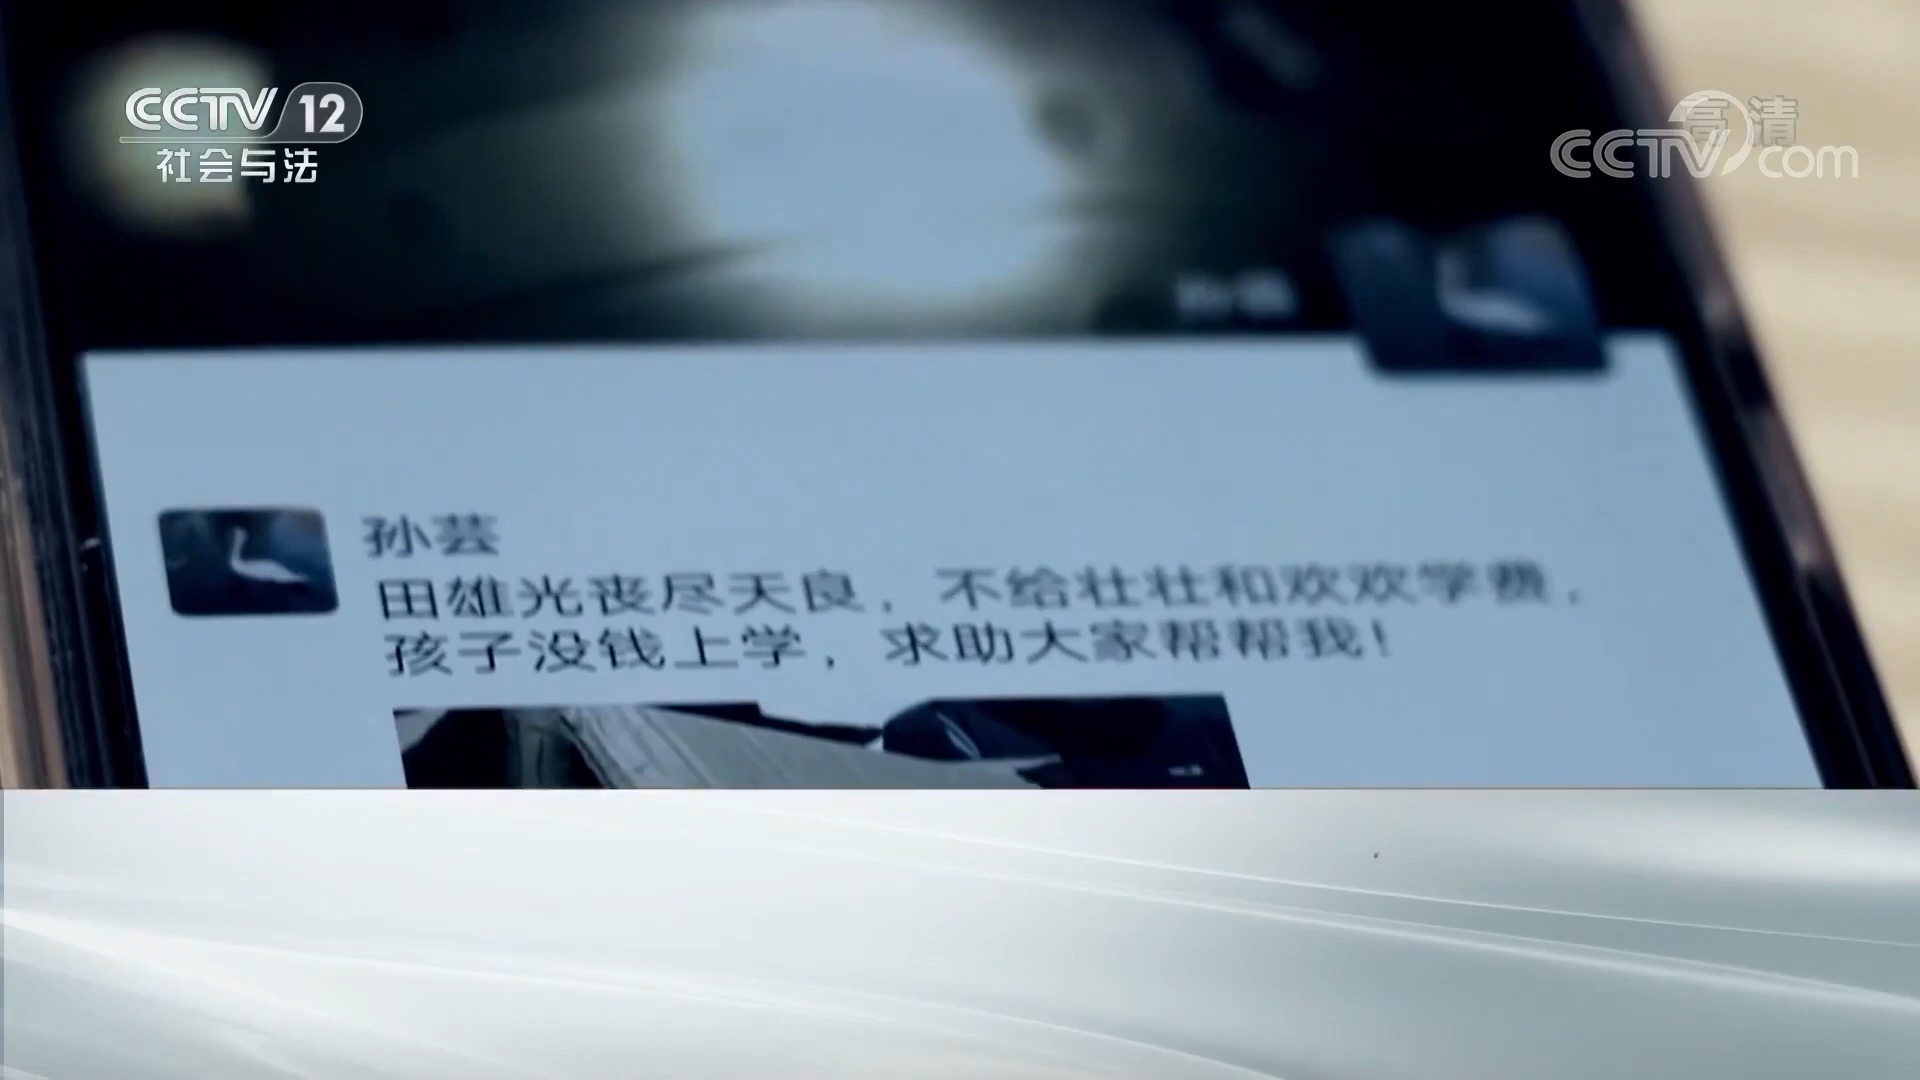 CCTV 12
社会与法
高清
CCTV com
孙芸
田雄光丧尽天良，不给壮壮和欢欢学费，
孩子没钱上学，求助大家帮帮我！